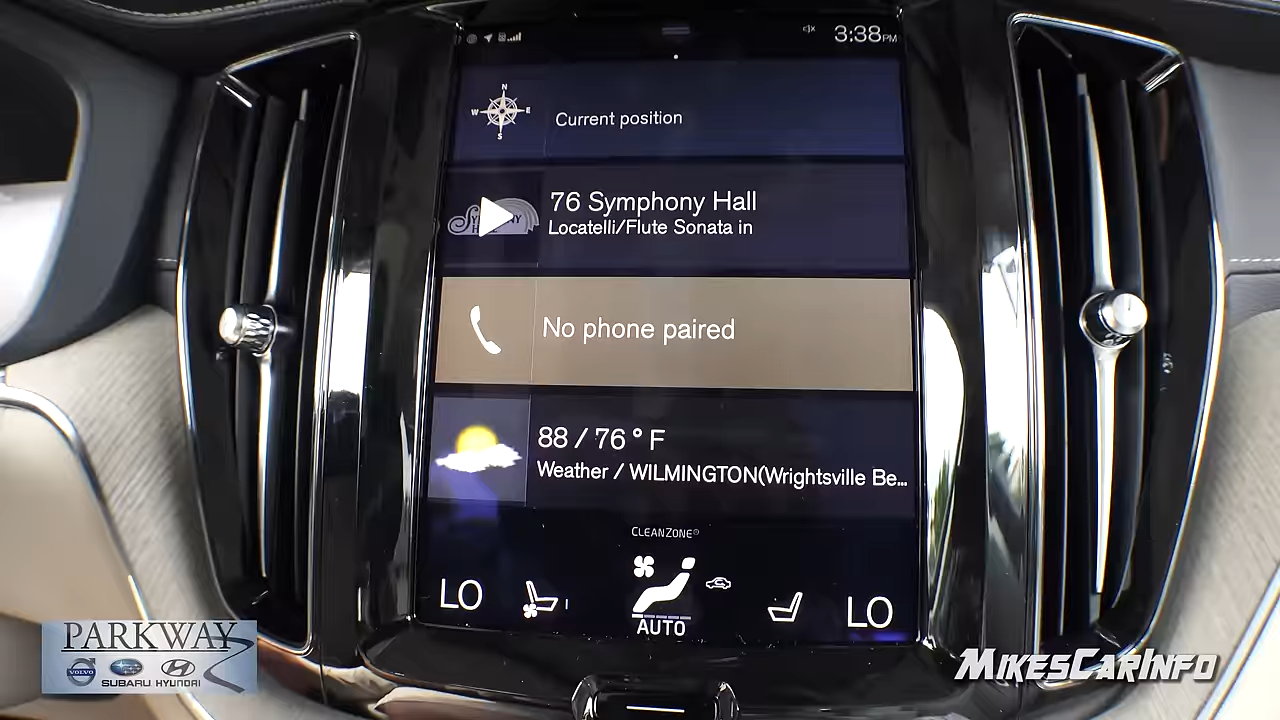 3:38PM
N
W E
S
Current position
76 Symphony Hall
Locatelli/Flute Sonata in
No phone paired
88 / 76° F
Weather / WILMINGTON(Wrightsville Be...
CLEANZONE®
LO
LO
AUTO
PARKWAY
VOLVO
SUBARU HYUNDAI
MIKESCARINFO